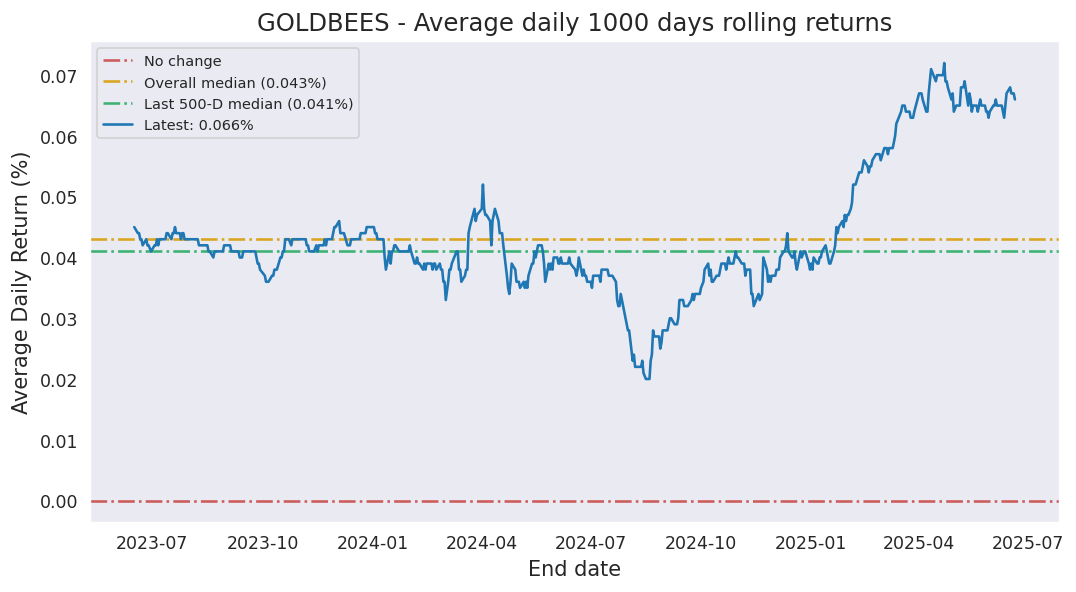 GOLDBEES - Average daily 1000 days rolling returns
No change
Overall median (0.043%)
Last 500-D median (0.041%)
Latest: 0.066%
Average Daily Return (%)
0.07
0.06
0.05
0.04
0.03
0.02
0.01
0.00
2023-07 2023-10 2024-01 2024-04 2024-07 2024-10 2025-01 2025-04 2025-07
End date